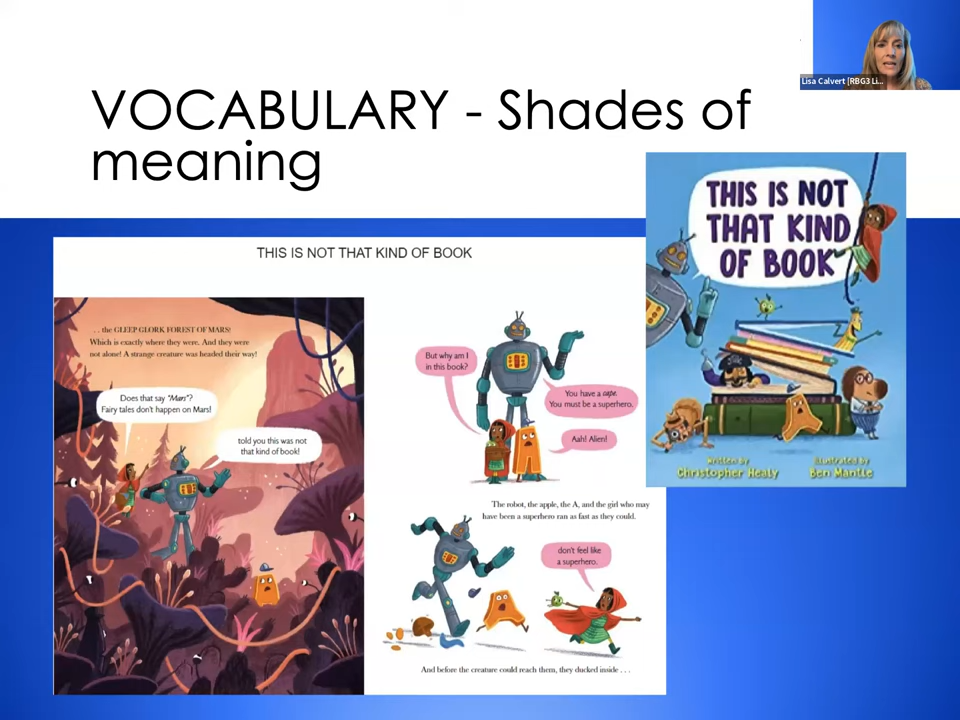 Lisa Calvert [RBG3 Li...
VOCABULARY - Shades of
meaning
THIS IS NOT
THAT KIND
OF BOOK
Written by
Christopher Healy
Illustrated by
Ben Mantle
THIS IS NOT THAT KIND OF BOOK
. . the GLEEP GLORK FOREST OF MARS!
Which is exactly where they were. And they were
not alone! A strange creature was headed their way!
Does that say "Mars"?
Fairy tales don't happen on Mars!
told you this was not
that kind of book!
But why am I
in this book?
You have a cape.
You must be a superhero.
Aah! Alien!
The robot, the apple, the A, and the girl who may
have been a superhero ran as fast as they could.
don't feel like
a superhero.
And before the creature could reach them, they ducked inside . . .